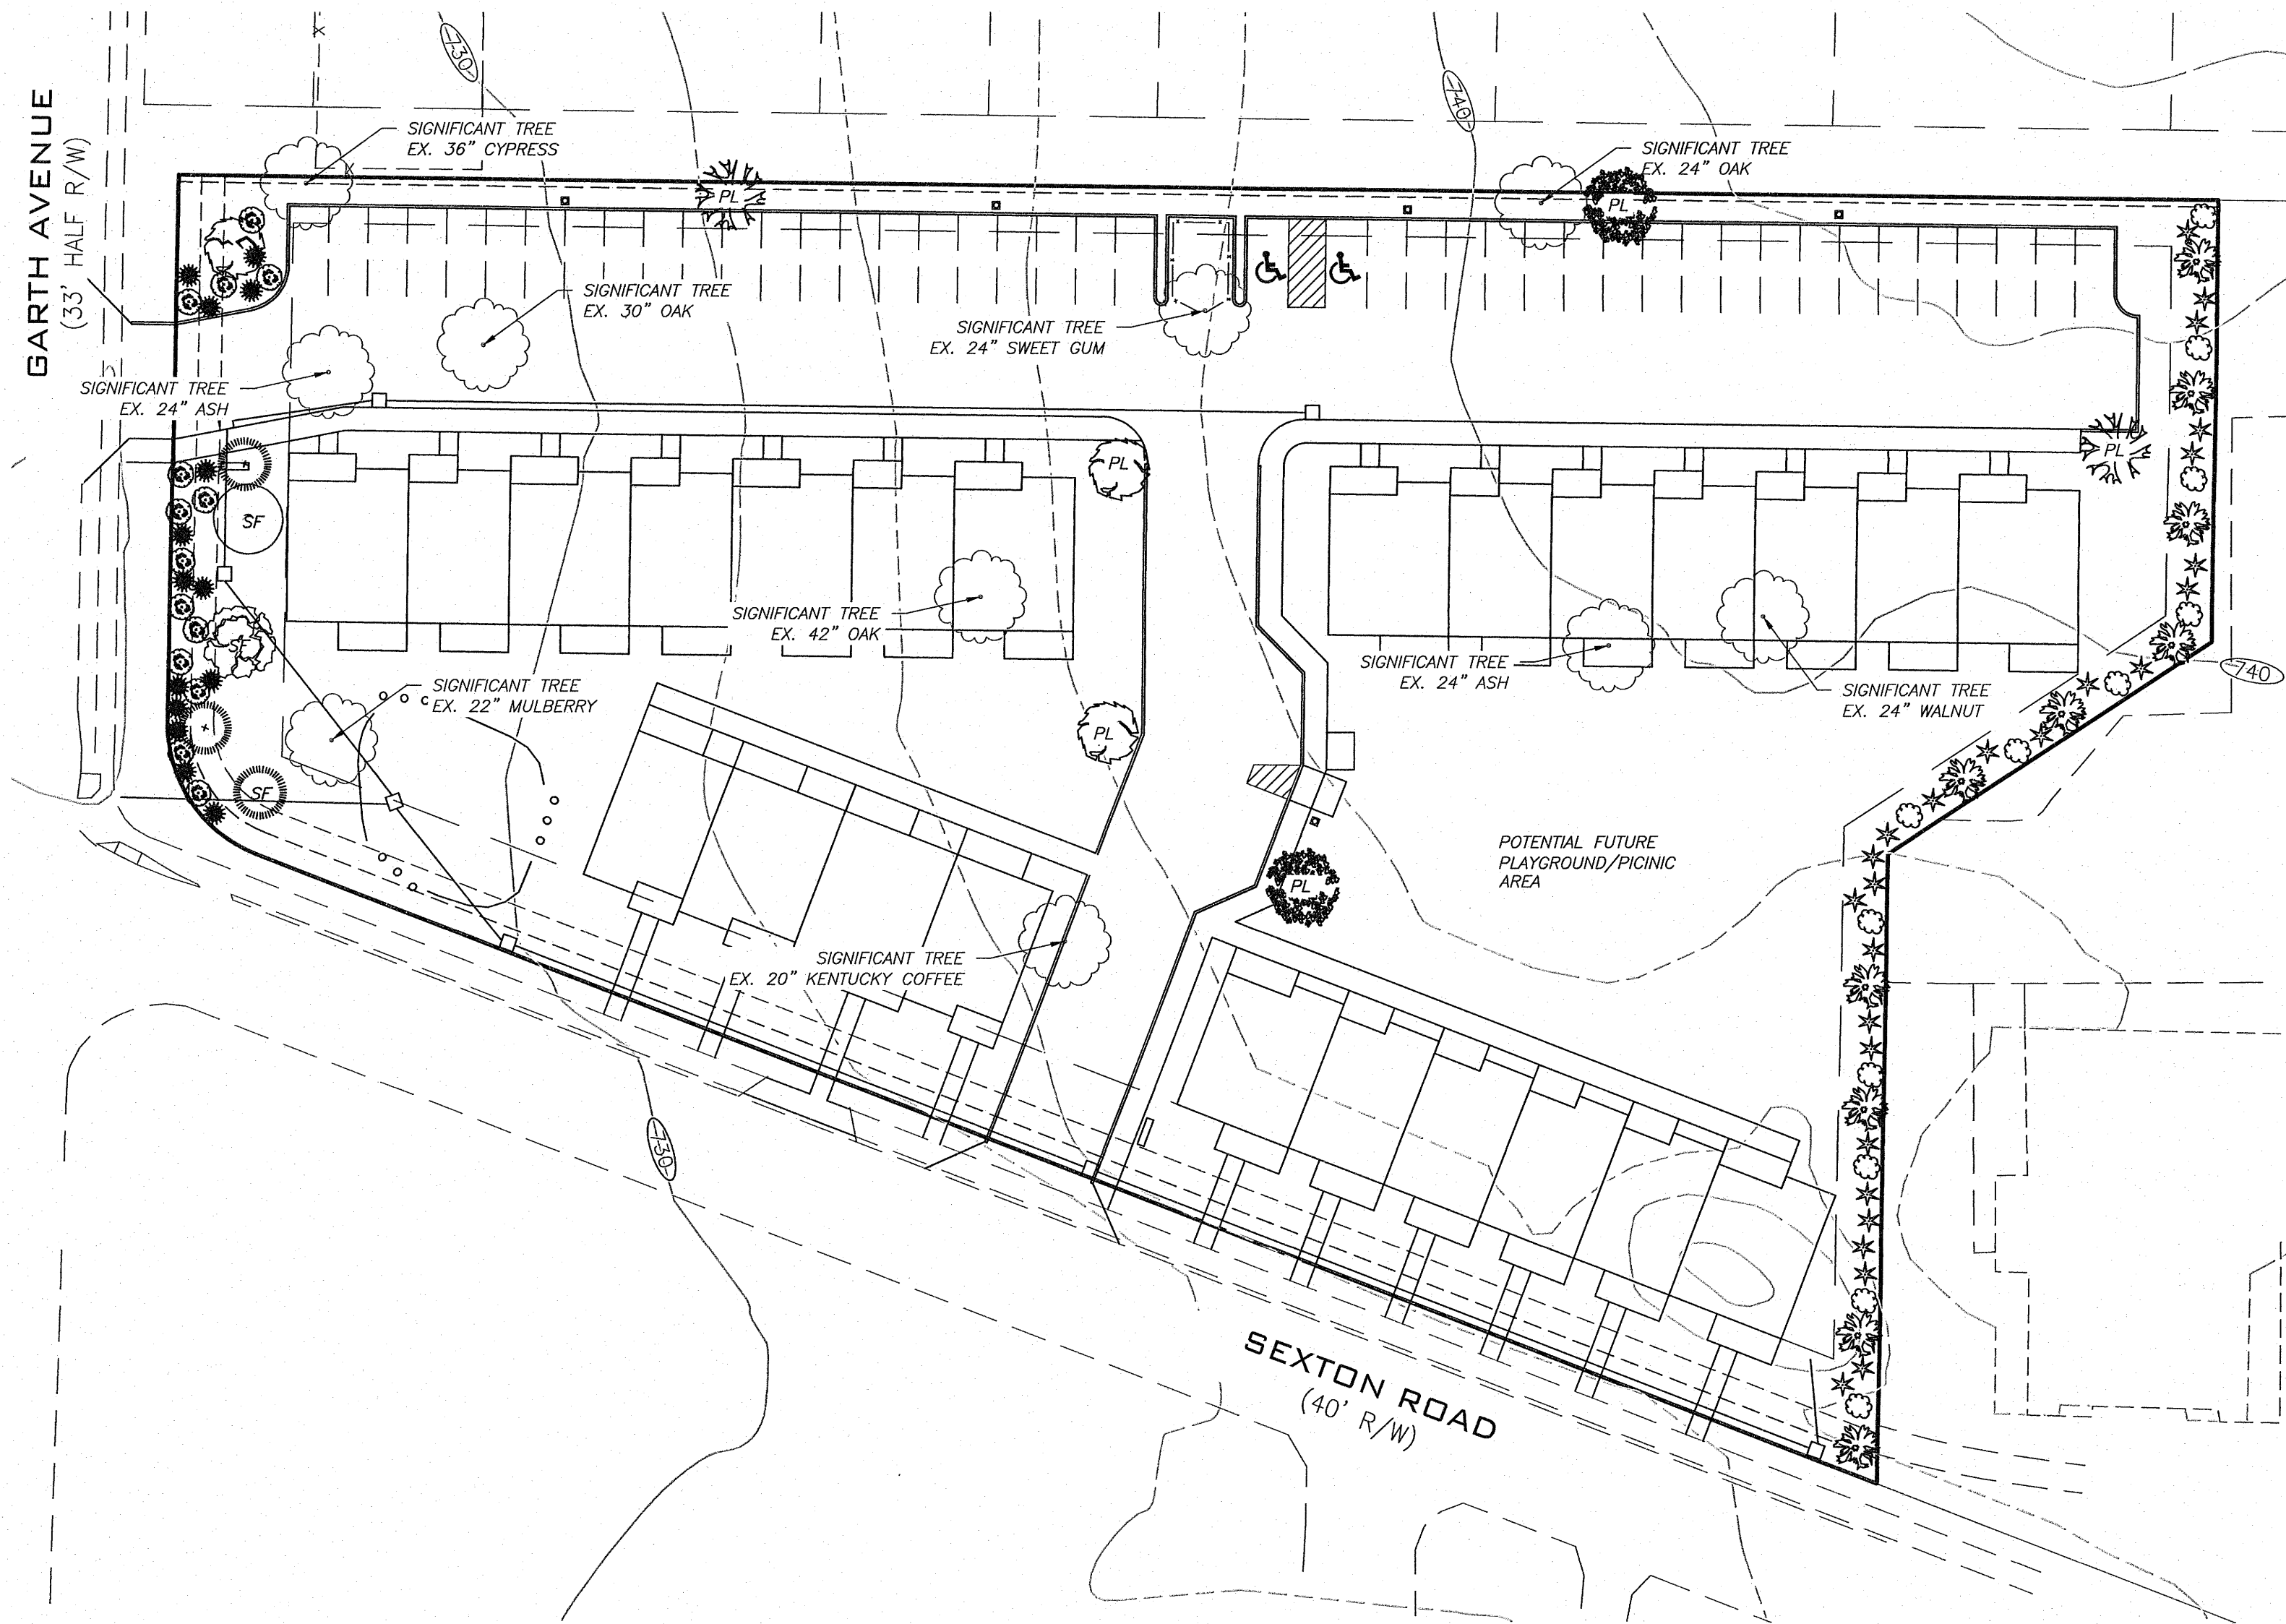 -730-
-740-
GARTH AVENUE
(33' HALF R/W)
SIGNIFICANT TREE
EX. 36" CYPRESS
SIGNIFICANT TREE
EX. 24" OAK
PL
PL
SIGNIFICANT TREE
EX. 30" OAK
SIGNIFICANT TREE
EX. 24" SWEET GUM
SIGNIFICANT TREE
EX. 24" ASH
PL
PL
SF
SIGNIFICANT TREE
EX. 42" OAK
SF
SIGNIFICANT TREE
EX. 24" ASH
-740
SIGNIFICANT TREE
EX. 22" MULBERRY
SIGNIFICANT TREE
EX. 24" WALNUT
PL
SF
POTENTIAL FUTURE
PLAYGROUND/PICINIC
AREA
PL
SIGNIFICANT TREE
EX. 20" KENTUCKY COFFEE
-730-
SEXTON ROAD
(40' R/W)